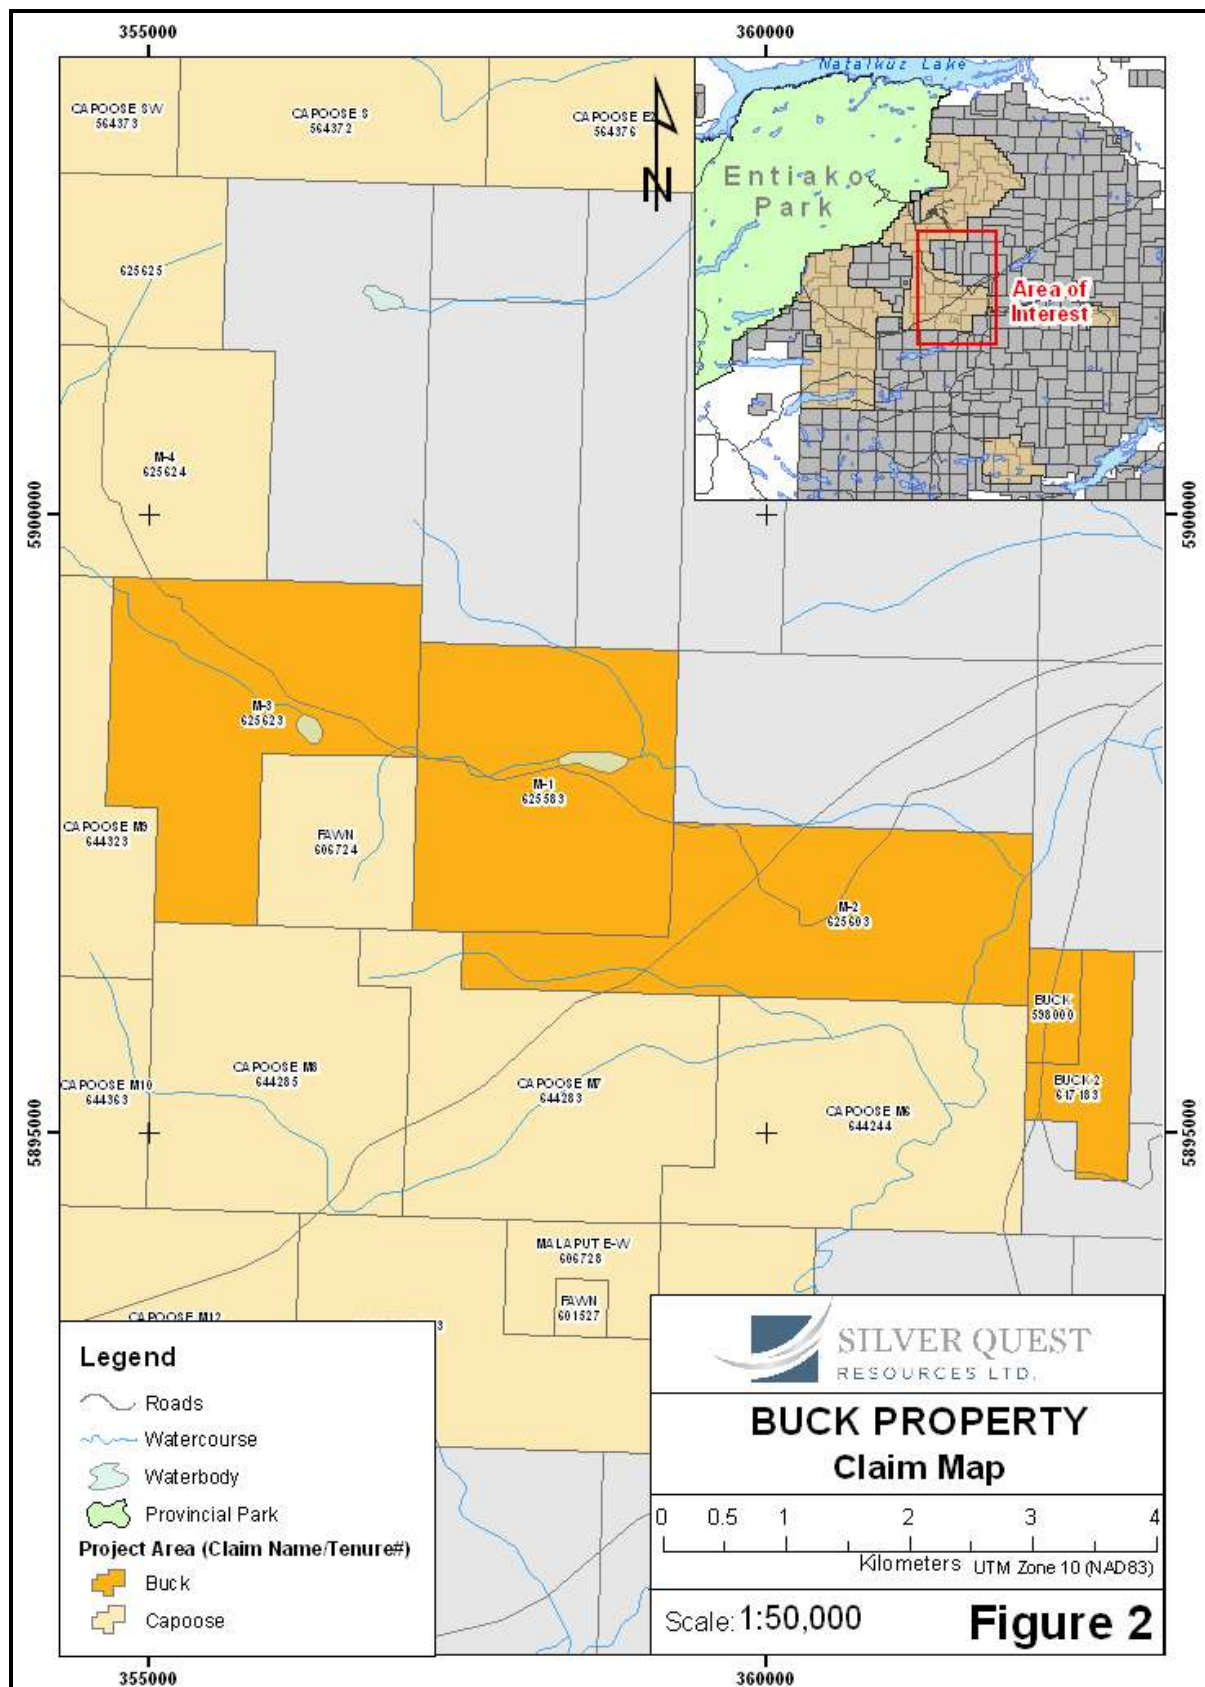 355000
360000
Natalkuz Lake
CAPOOSE SW
564373
CAPOOSE S
564372
CAPOOSE E2
564376
N
Entiako
Park
Area of
Interest
625625
M-4
625624
5900000
5900000
M-3
625623
M-1
625583
CAPOOSE M9
644323
FAWN
606724
M-2
625603
BUCK
598000
CAPOOSE M8
644285
CAPOOSE M10
644363
CAPOOSE M7
644283
BUCK 2
617183
CAPOOSE M6
644244
5895000
5895000
MALAPUT E-W
606728
FAWN
601527
CAPOOSE M12
3
Legend
Roads
Watercourse
Waterbody
Provincial Park
Project Area (Claim Name/Tenure#)
Buck
Capoose
SILVER QUEST
RESOURCES LTD.
BUCK PROPERTY
Claim Map
0 0.5 1 2 3 4
Kilometers UTM Zone 10 (NAD83)
Scale: 1:50,000 Figure 2
355000
360000